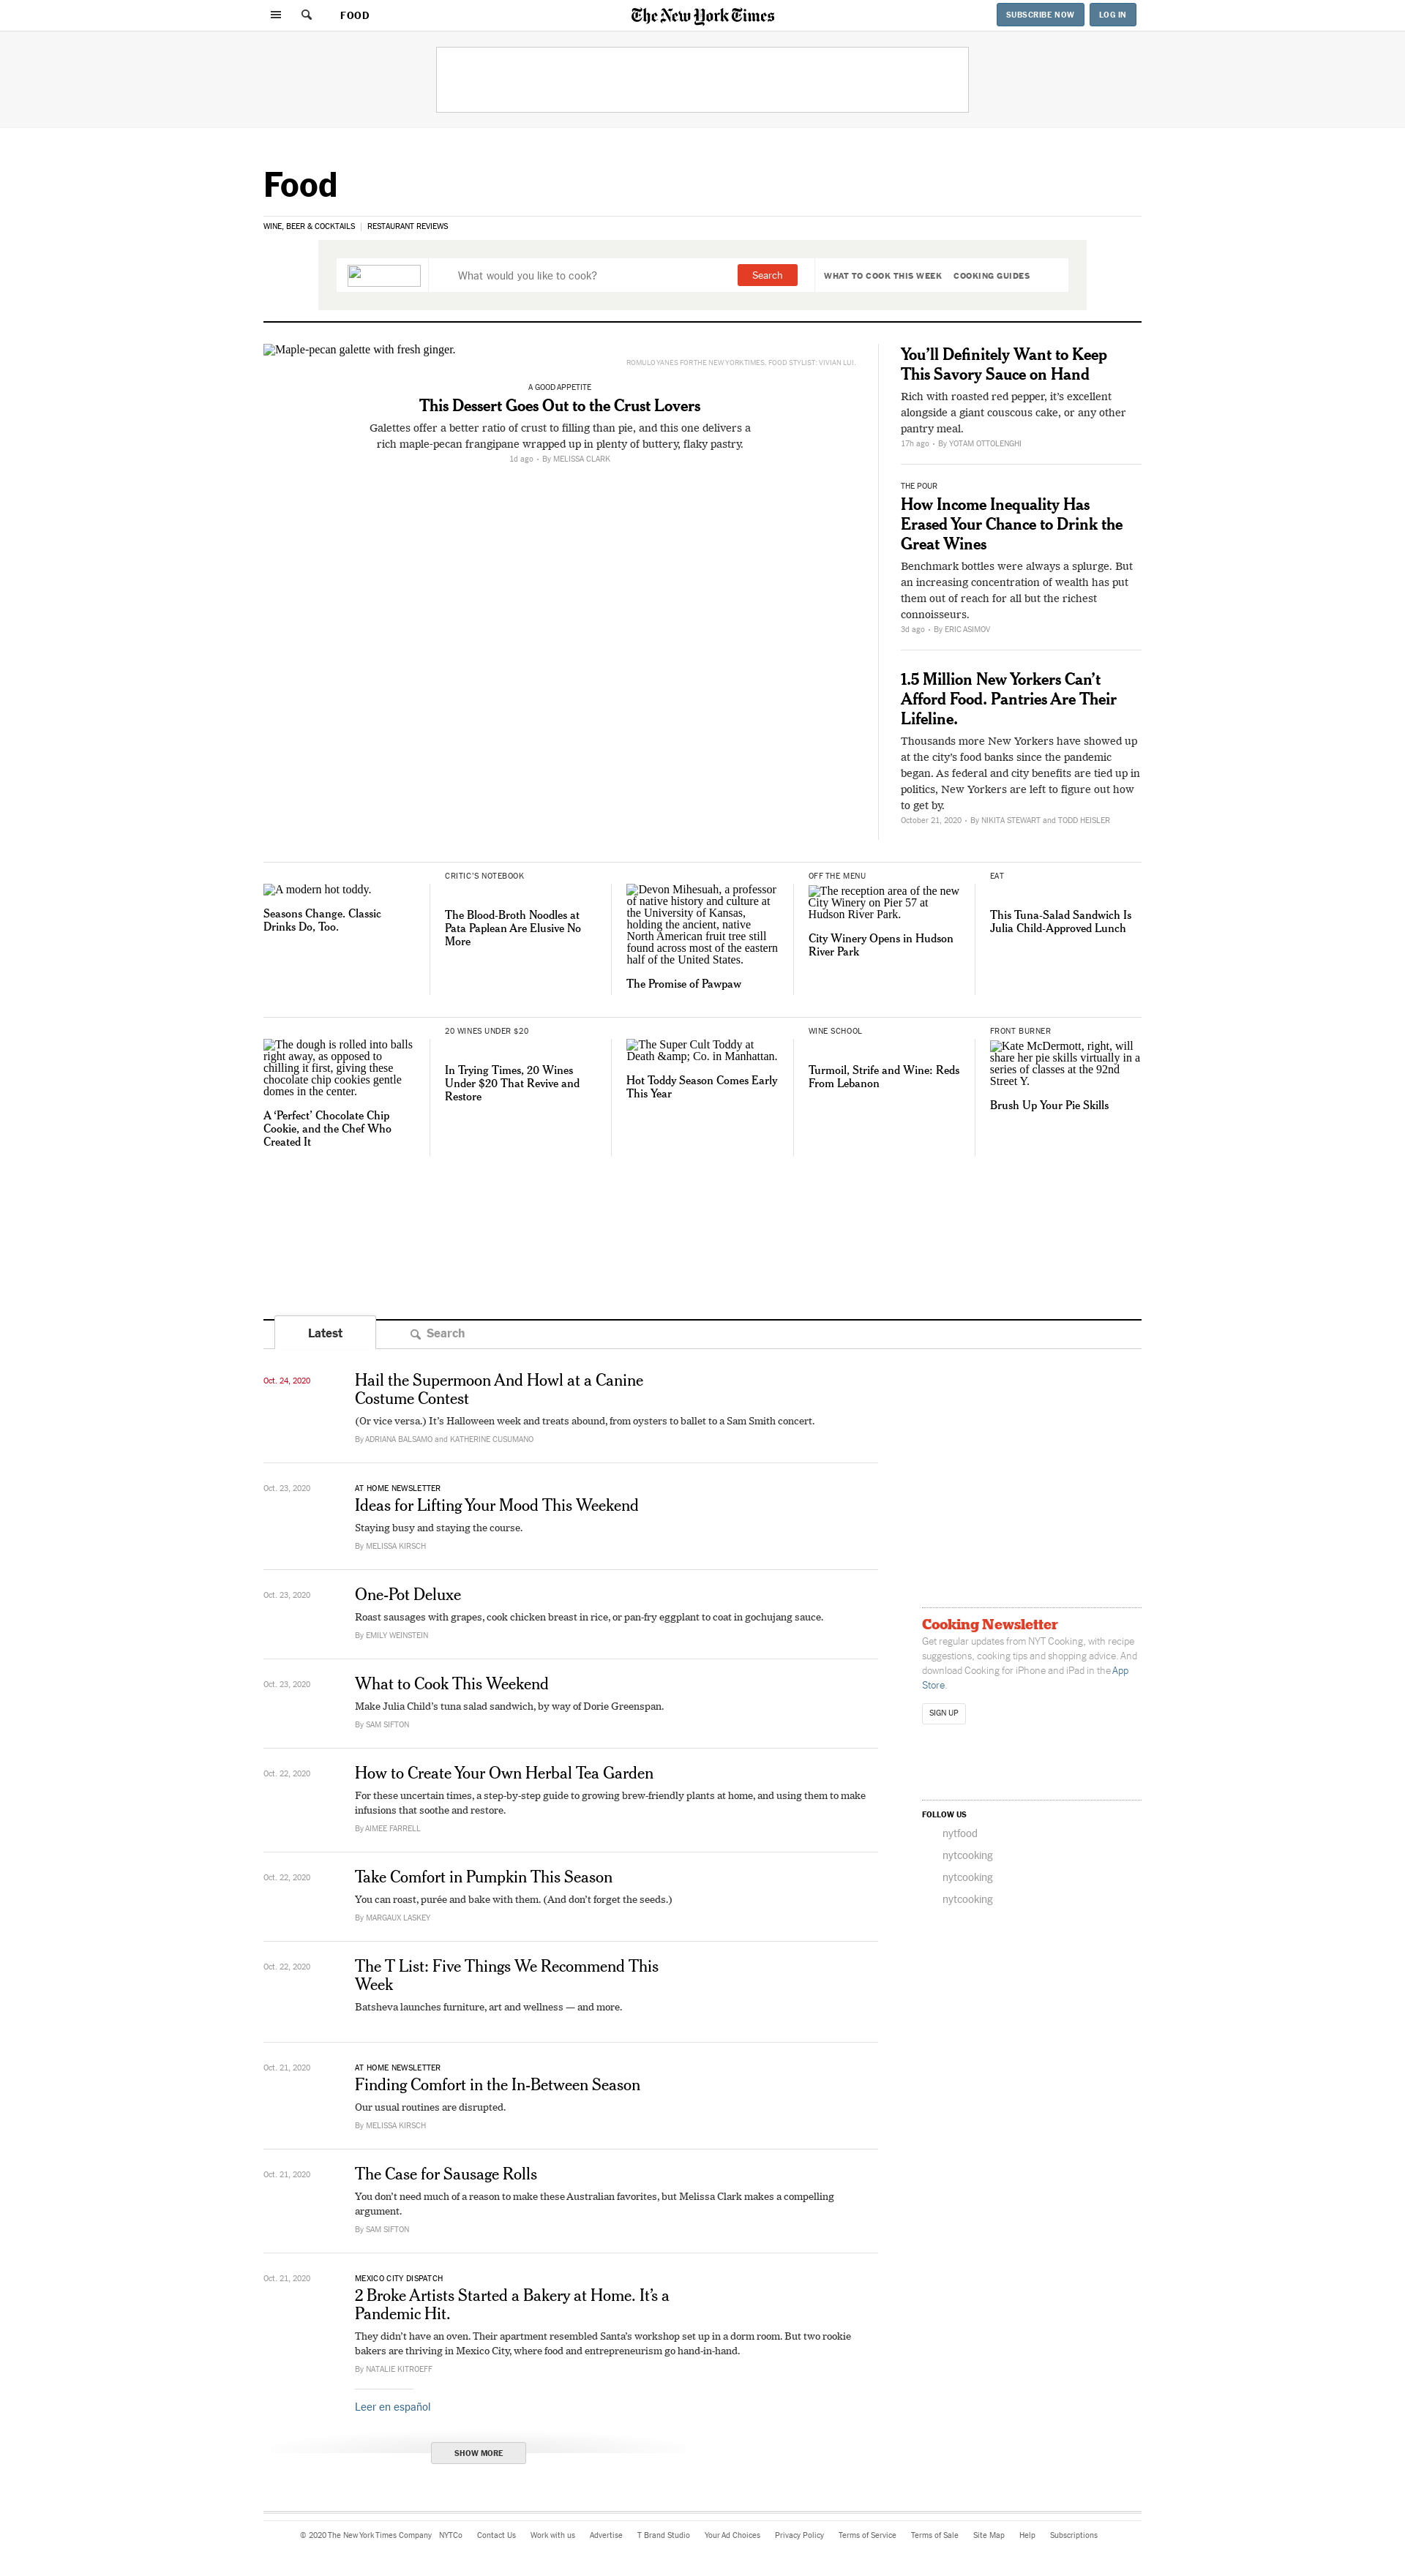 FOOD
The New York Times
SUBSCRIBE NOW
LOG IN
Food
WINE, BEER & COCKTAILS | RESTAURANT REVIEWS
What would you like to cook?
Search
WHAT TO COOK THIS WEEK
COOKING GUIDES
Maple-pecan galette with fresh ginger.
ROMULO YANES FOR THE NEW YORK TIMES. FOOD STYLIST: VIVIAN LUI.
A GOOD APPETITE
This Dessert Goes Out to the Crust Lovers
Galettes offer a better ratio of crust to filling than pie, and this one delivers a
rich maple-pecan frangipane wrapped up in plenty of buttery, flaky pastry.
1d ago • By MELISSA CLARK
You’ll Definitely Want to Keep
This Savory Sauce on Hand
Rich with roasted red pepper, it’s excellent
alongside a giant couscous cake, or any other
pantry meal.
17h ago • By YOTAM OTTOLENGHI
THE POUR
How Income Inequality Has
Erased Your Chance to Drink the
Great Wines
Benchmark bottles were always a splurge. But
an increasing concentration of wealth has put
them out of reach for all but the richest
connoisseurs.
3d ago • By ERIC ASIMOV
1.5 Million New Yorkers Can’t
Afford Food. Pantries Are Their
Lifeline.
Thousands more New Yorkers have showed up
at the city’s food banks since the pandemic
began. As federal and city benefits are tied up in
politics, New Yorkers are left to figure out how
to get by.
October 21, 2020 • By NIKITA STEWART and TODD HEISLER
A modern hot toddy.
Seasons Change. Classic
Drinks Do, Too.
CRITIC’S NOTEBOOK
The Blood-Broth Noodles at
Pata Paplean Are Elusive No
More
Devon Mihesuah, a professor
of native history and culture at
the University of Kansas,
holding the ancient, native
North American fruit tree still
found across most of the eastern
half of the United States.
The Promise of Pawpaw
OFF THE MENU
The reception area of the new
City Winery on Pier 57 at
Hudson River Park.
City Winery Opens in Hudson
River Park
EAT
This Tuna-Salad Sandwich Is
Julia Child-Approved Lunch
The dough is rolled into balls
right away, as opposed to
chilling it first, giving these
chocolate chip cookies gentle
domes in the center.
A ‘Perfect’ Chocolate Chip
Cookie, and the Chef Who
Created It
20 WINES UNDER $20
In Trying Times, 20 Wines
Under $20 That Revive and
Restore
The Super Cult Toddy at
Death &amp; Co. in Manhattan.
Hot Toddy Season Comes Early
This Year
WINE SCHOOL
Turmoil, Strife and Wine: Reds
From Lebanon
FRONT BURNER
Kate McDermott, right, will
share her pie skills virtually in a
series of classes at the 92nd
Street Y.
Brush Up Your Pie Skills
Latest
Search
Oct. 24, 2020
Hail the Supermoon And Howl at a Canine
Costume Contest
(Or vice versa.) It’s Halloween week and treats abound, from oysters to ballet to a Sam Smith concert.
By ADRIANA BALSAMO and KATHERINE CUSUMANO
Oct. 23, 2020
AT HOME NEWSLETTER
Ideas for Lifting Your Mood This Weekend
Staying busy and staying the course.
By MELISSA KIRSCH
Oct. 23, 2020
One-Pot Deluxe
Roast sausages with grapes, cook chicken breast in rice, or pan-fry eggplant to coat in gochujang sauce.
By EMILY WEINSTEIN
Oct. 23, 2020
What to Cook This Weekend
Make Julia Child’s tuna salad sandwich, by way of Dorie Greenspan.
By SAM SIFTON
Oct. 22, 2020
How to Create Your Own Herbal Tea Garden
For these uncertain times, a step-by-step guide to growing brew-friendly plants at home, and using them to make
infusions that soothe and restore.
By AIMEE FARRELL
Oct. 22, 2020
Take Comfort in Pumpkin This Season
You can roast, purée and bake with them. (And don’t forget the seeds.)
By MARGAUX LASKEY
Oct. 22, 2020
The T List: Five Things We Recommend This
Week
Batsheva launches furniture, art and wellness — and more.
Oct. 21, 2020
AT HOME NEWSLETTER
Finding Comfort in the In-Between Season
Our usual routines are disrupted.
By MELISSA KIRSCH
Oct. 21, 2020
The Case for Sausage Rolls
You don’t need much of a reason to make these Australian favorites, but Melissa Clark makes a compelling
argument.
By SAM SIFTON
Oct. 21, 2020
MEXICO CITY DISPATCH
2 Broke Artists Started a Bakery at Home. It’s a
Pandemic Hit.
They didn’t have an oven. Their apartment resembled Santa’s workshop set up in a dorm room. But two rookie
bakers are thriving in Mexico City, where food and entrepreneurism go hand-in-hand.
By NATALIE KITROEFF
Leer en español
SHOW MORE
Cooking Newsletter
Get regular updates from NYT Cooking, with recipe
suggestions, cooking tips and shopping advice. And
download Cooking for iPhone and iPad in the App
Store.
SIGN UP
FOLLOW US
nytfood
nytcooking
nytcooking
nytcooking
© 2020 The New York Times Company NYTCo Contact Us Work with us Advertise T Brand Studio Your Ad Choices Privacy Policy Terms of Service Terms of Sale Site Map Help Subscriptions